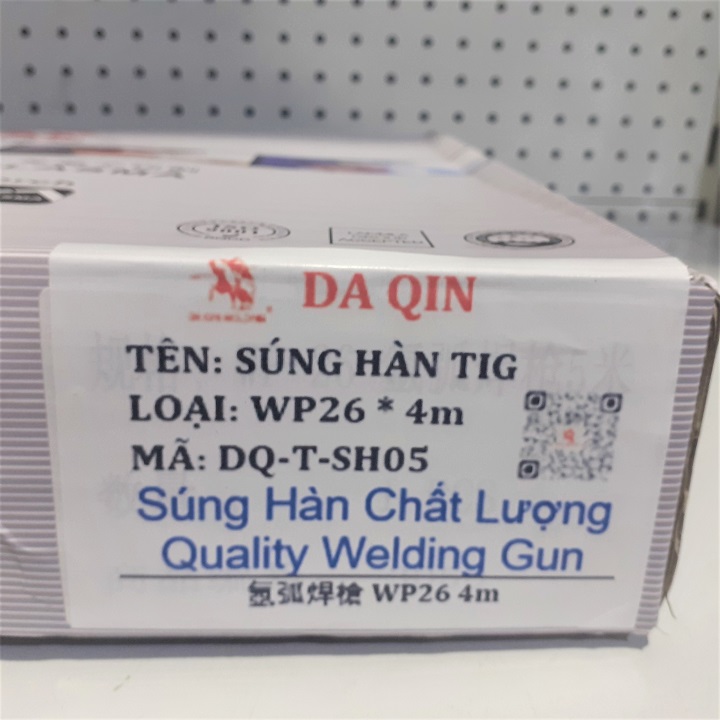 DA QIN
TÊN: SÚNG HÀN TIG
LOẠI: WP26 * 4m
MÃ: DQ-T-SH05
Súng Hàn Chất Lượng
Quality Welding Gun
氬弧焊槍 WP26 4m